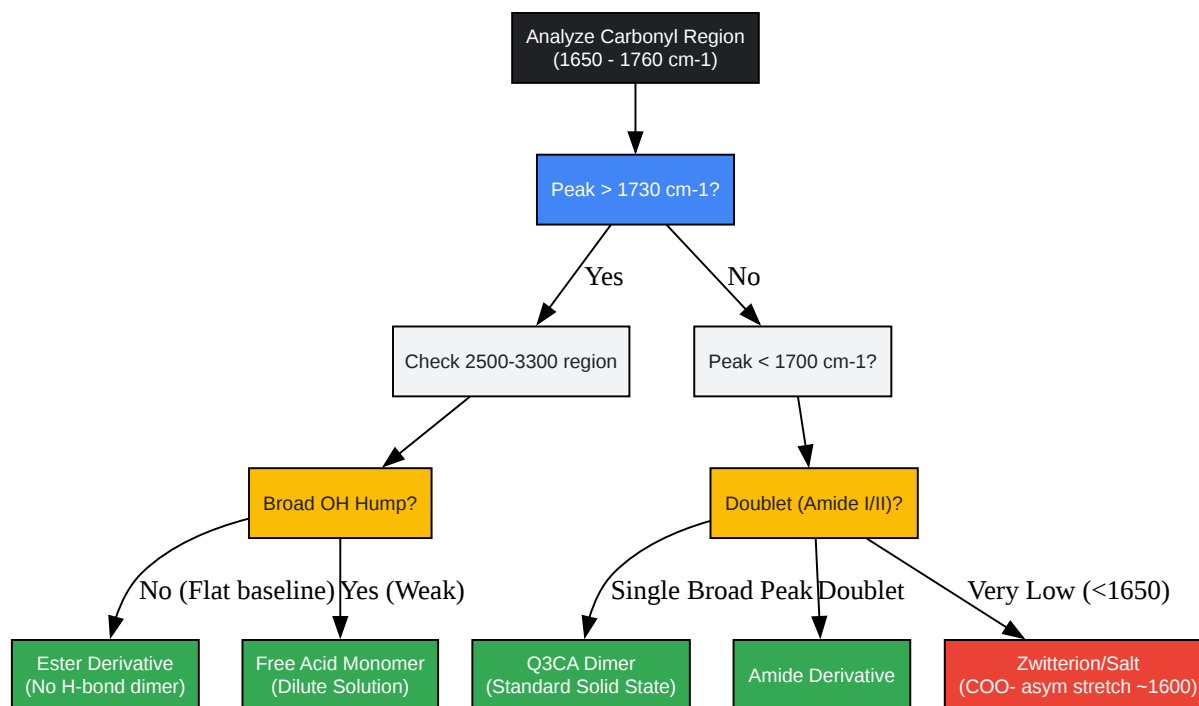 Analyze Carbonyl Region
(1650 - 1760 cm-1)
Peak > 1730 cm-1?
Yes
No
Check 2500-3300 region
Peak < 1700 cm-1?
Broad OH Hump?
Doublet (Amide I/II)?
No (Flat baseline)
Yes (Weak)
Single Broad Peak
Doublet
Very Low (<1650)
Ester Derivative
(No H-bond dimer)
Free Acid Monomer
(Dilute Solution)
Q3CA Dimer
(Standard Solid State)
Amide Derivative
Zwitterion/Salt
(COO- asym stretch ~1600)